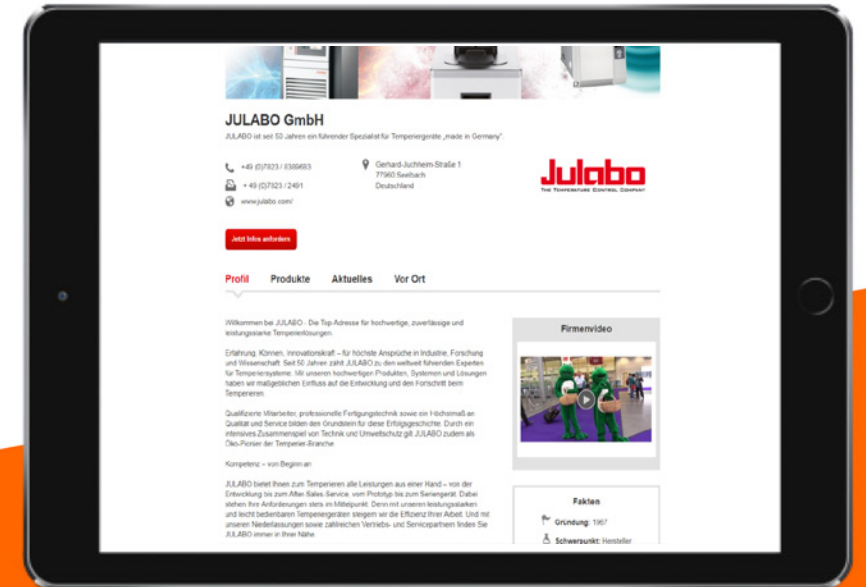 JULABO GmbH
JULABO ist seit 50 Jahren ein führender Spezialist für Temperiergeräte „made in Germany".
+49 (0)7823 /
+ 49 (0)7823 / 2491
www.julabo.com/
Gerhard-Juchheim-Straße 1
77960 Seelbach
Deutschland
Julabo
THE TEMPERATURE CONTROL COMPANY
Jetzt Infos anfordern
Profil Produkte Aktuelles Vor Ort
Willkommen bei JULABO - Die Top-Adresse für hochwertige, zuverlässige und
leistungsstarke Temperierlösungen.
Erfahrung, Können, Innovationskraft – für höchste Ansprüche in Industrie, Forschung
und Wissenschaft. Seit 50 Jahren zählt JULABO zu den weltweit führenden Experten
für Temperiersysteme. Mit unseren hochwertigen Produkten, Systemen und Lösungen
haben wir maßgeblichen Einfluss auf die Entwicklung und den Fortschritt beim
Temperieren.
Qualifizierte Mitarbeiter, professionelle Fertigungstechnik sowie ein Höchstmaß an
Qualität und Service bilden den Grundstein für diese Erfolgsgeschichte. Durch ein
intensives Zusammenspiel von Technik und Umweltschutz gilt JULABO zudem als
Öko-Pionier der Temperier-Branche.
Kompetenz – von Beginn an
JULABO bietet Ihnen zum Temperieren alle Leistungen aus einer Hand – von der
Entwicklung bis zum After-Sales-Service, vom Prototyp bis zum Seriengerät. Dabei
stehen Ihre Anforderungen stets im Mittelpunkt. Denn mit unseren leistungsstarken
und leicht bedienbaren Temperiergeräten steigern wir die Effizienz Ihrer Arbeit. Und mit
unseren Niederlassungen sowie zahlreichen Vertriebs- und Servicepartnern finden Sie
JULABO immer in Ihrer Nähe.
Firmenvideo
Fakten
Gründung: 1967
Schwerpunkt: Hersteller